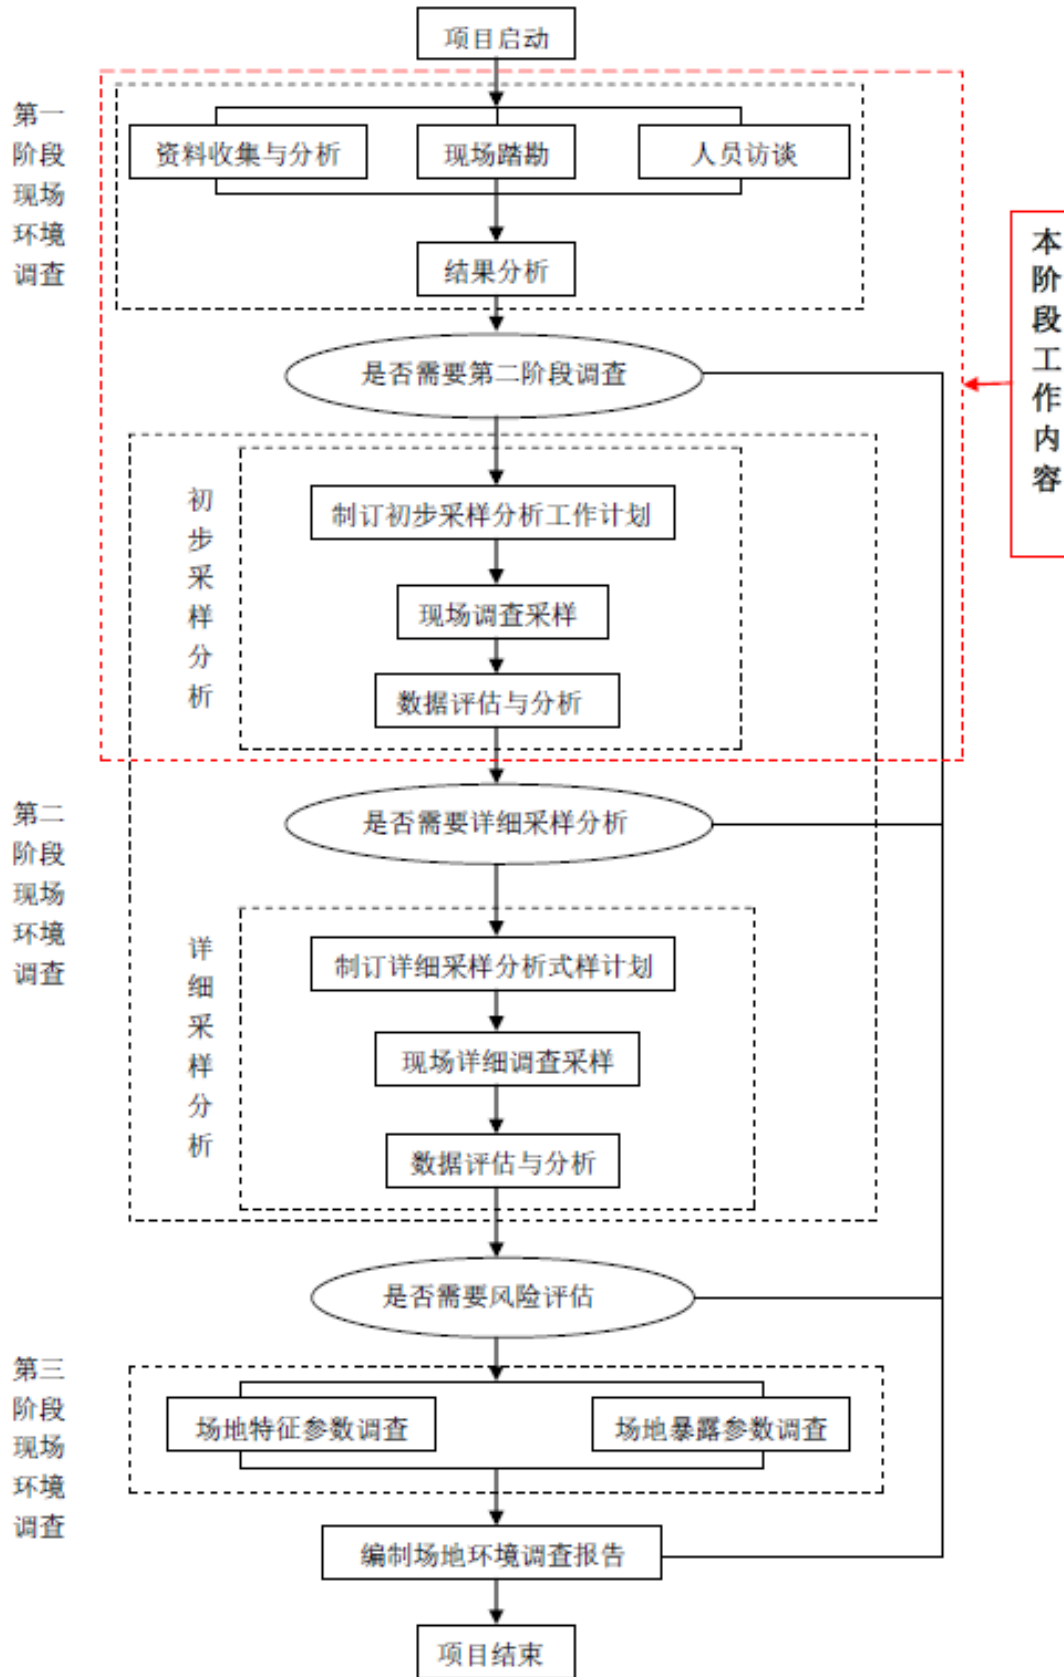 项目启动
第一阶段现场环境调查
资料收集与分析
现场踏勘
人员访谈
结果分析
本阶段工作内容
是否需要第二阶段调查
初步采样分析
制订初步采样分析工作计划
现场调查采样
数据评估与分析
第二阶段现场环境调查
是否需要详细采样分析
详细采样分析
制订详细采样分析式样计划
现场详细调查采样
数据评估与分析
是否需要风险评估
第三阶段现场环境调查
场地特征参数调查
场地暴露参数调查
编制场地环境调查报告
项目结束